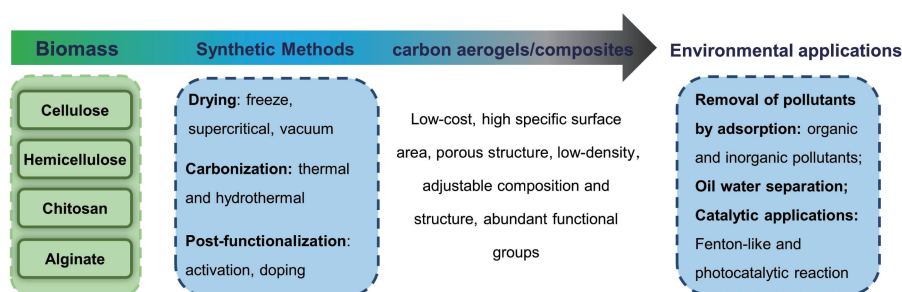 Biomass
Synthetic Methods
carbon aerogels/composites
Environmental applications
Cellulose
Hemicellulose
Chitosan
Alginate
Drying: freeze,
supercritical, vacuum
Carbonization: thermal
and hydrothermal
Post-functionalization:
activation, doping
Low-cost, high specific surface
area, porous structure, low-density,
adjustable composition and
structure, abundant functional
groups
Removal of pollutants
by adsorption: organic
and inorganic pollutants;
Oil water separation;
Catalytic applications:
Fenton-like and
photocatalytic reaction